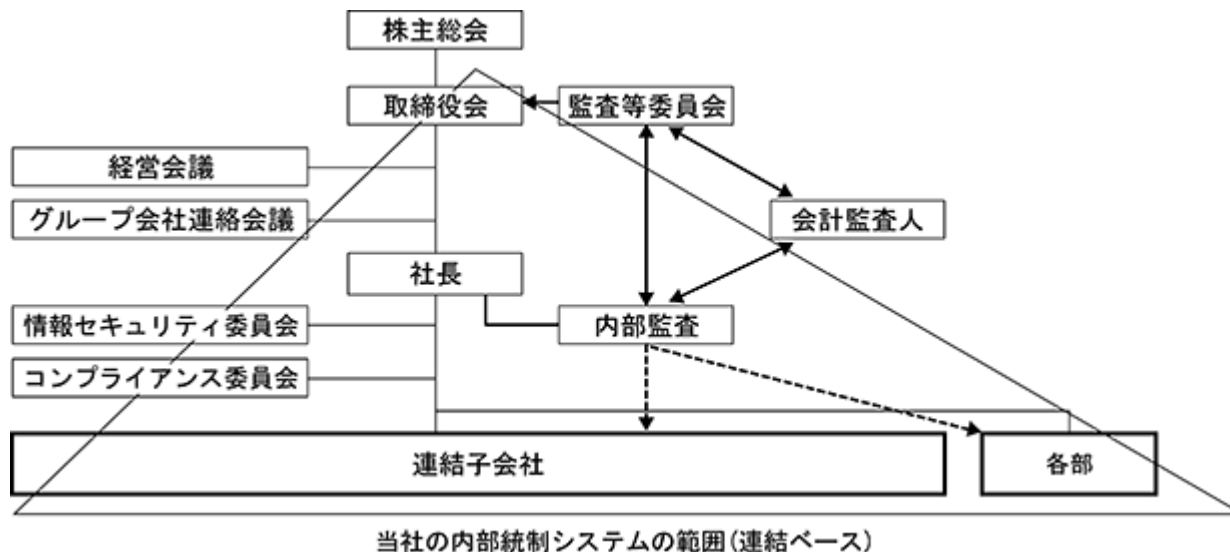 株主総会
取締役会
監査等委員会
経営会議
グループ会社連絡会議
会計監査人
社長
情報セキュリティ委員会
内部監査
コンプライアンス委員会
連結子会社
各部
当社の内部統制システムの範囲(連結ベース)